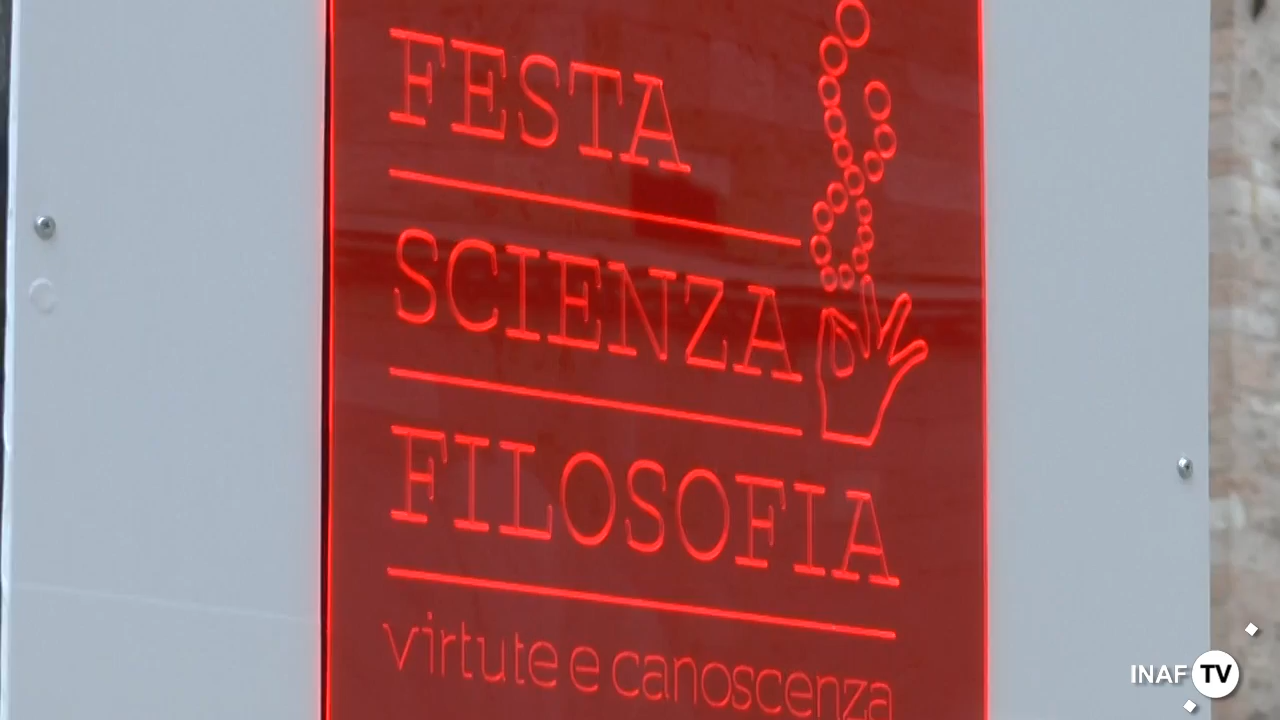 FESTA
SCIENZA
FILOSOFIA
virtute e canoscenza
INAF TV